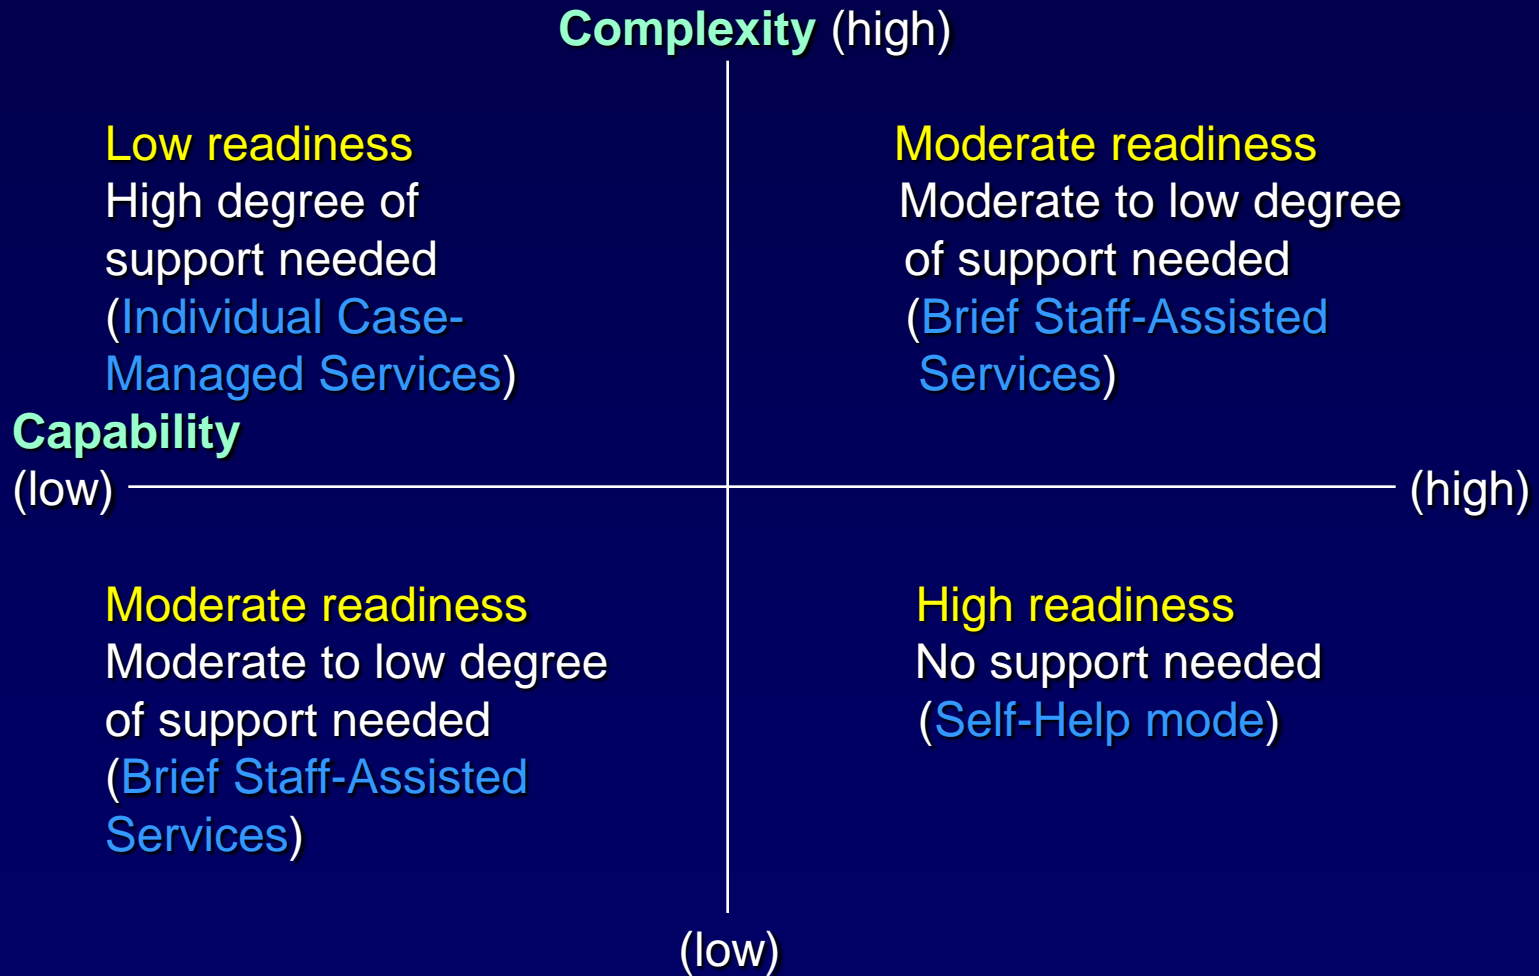 Complexity (high)
Low readiness
High degree of
support needed
(Individual Case-
Managed Services)
Moderate readiness
Moderate to low degree
of support needed
(Brief Staff-Assisted
Services)
Capability
(low)
(high)
Moderate readiness
Moderate to low degree
of support needed
(Brief Staff-Assisted
Services)
High readiness
No support needed
(Self-Help mode)
(low)